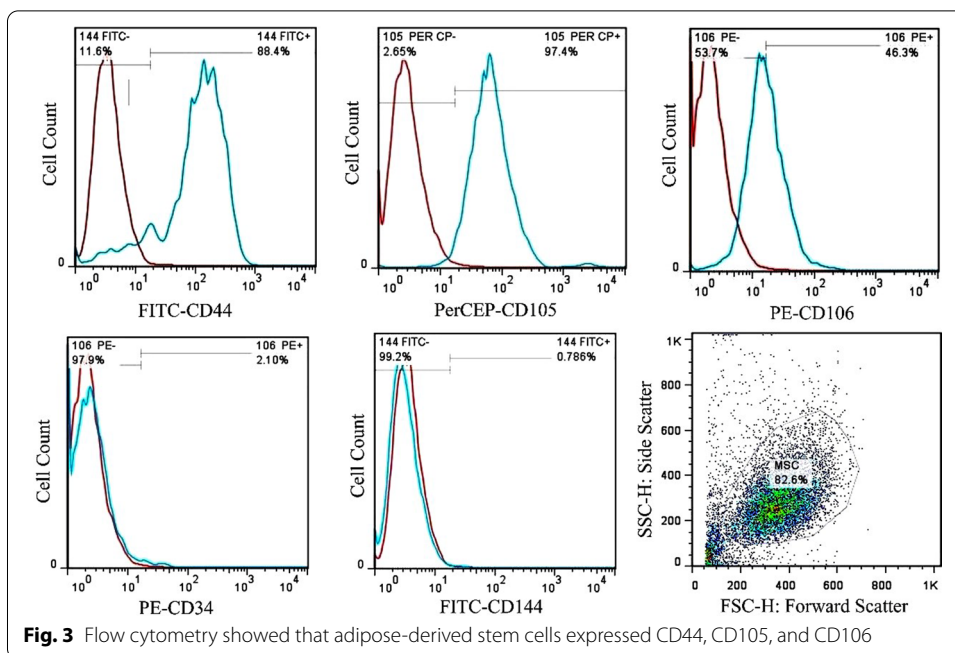 144 FITC- 144 FITC+
11.6% 88.4%
Cell Count
0
10^0 10^1 10^2 10^3 10^4
FITC-CD44
105 PER CP- 105 PER CP+
2.65% 97.4%
Cell Count
0
10^0 10^1 10^2 10^3 10^4
PerCEP-CD105
106 PE- 106 PE+
53.7% 46.3%
Cell Count
0
10^0 10^1 10^2 10^3 10^4
PE-CD106
106 PE- 106 PE+
97.9% 2.10%
Cell Count
0
10^0 10^1 10^2 10^3 10^4
PE-CD34
144 FITC- 144 FITC+
99.2% 0.786%
Cell Count
0
10^0 10^1 10^2 10^3 10^4
FITC-CD144
1K
800
600
400
200
0
SSC-H: Side Scatter
MSC
82.6%
0 200 400 600 800 1K
FSC-H: Forward Scatter
Fig. 3 Flow cytometry showed that adipose-derived stem cells expressed CD44, CD105, and CD106